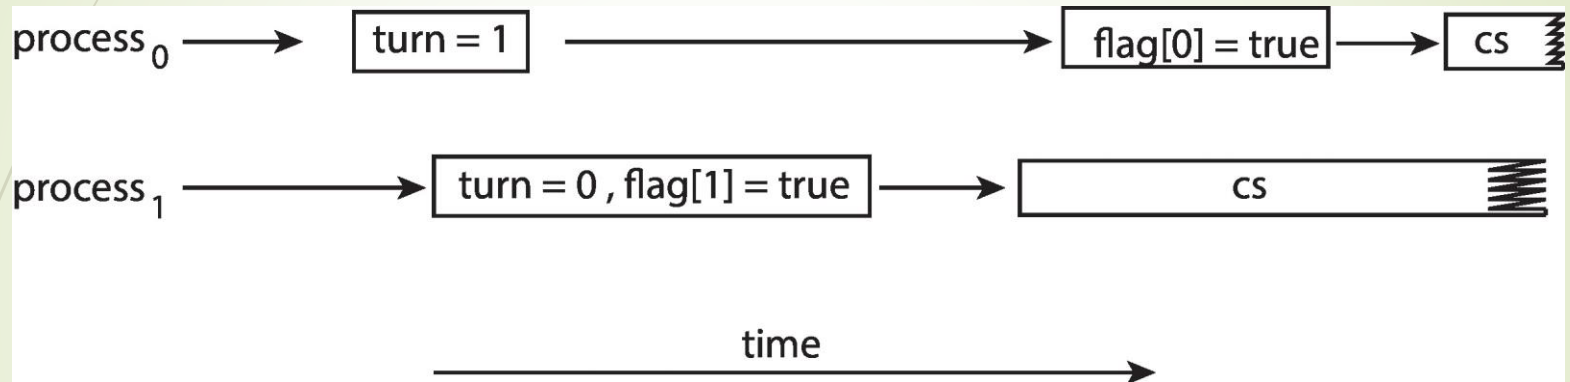 process0 turn = 1 flag[0] = true cs
process1 turn = 0 , flag[1] = true cs
time